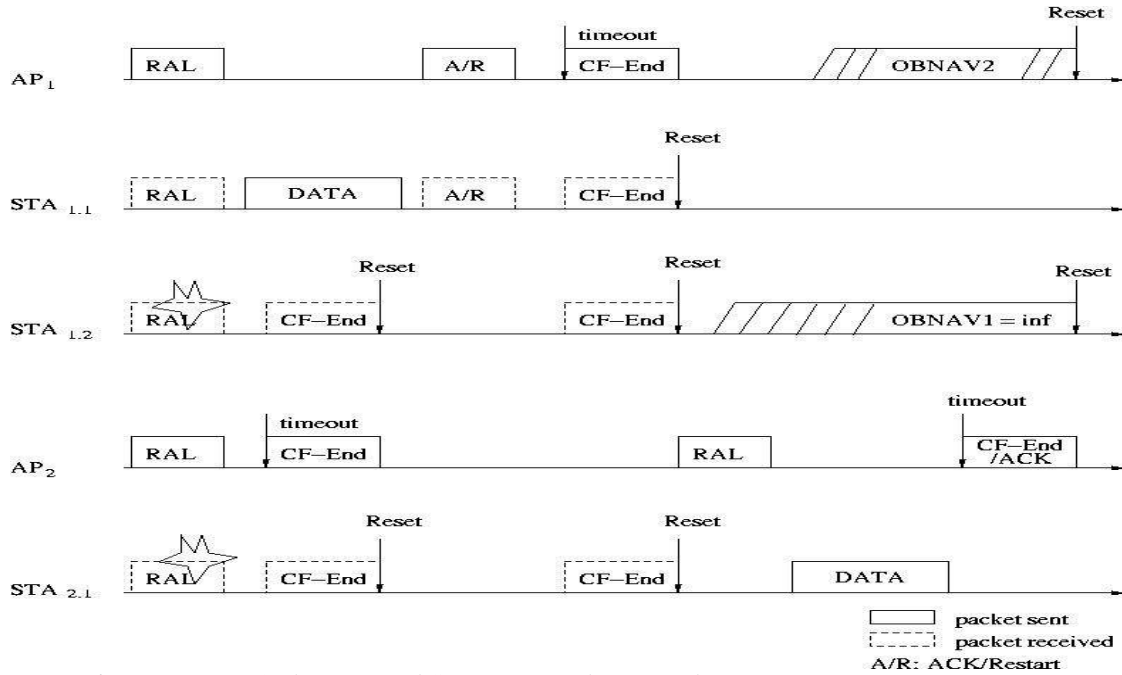 Reset
timeout
AP1 RAL A/R CF-End OBNAV2
Reset
STA 1.1 RAL DATA A/R CF-End
Reset Reset Reset
STA 1.2 RAL CF-End CF-End OBNAV1 = inf
timeout timeout
AP2 RAL CF-End RAL CF-End
/ACK
Reset Reset
STA 2.1 RAL CF-End CF-End DATA
packet sent
packet received
A/R: ACK/Restart